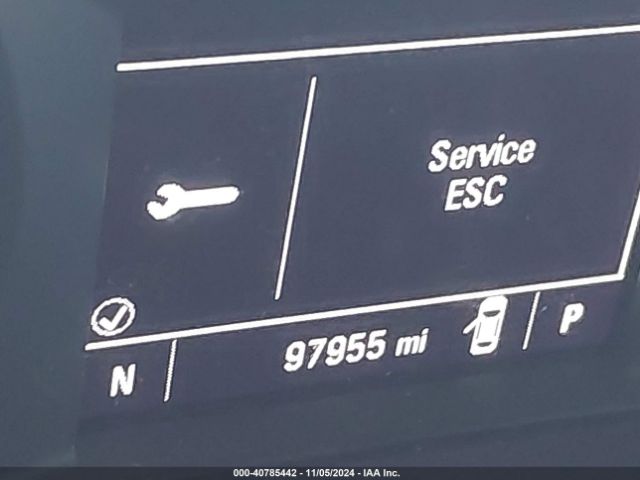 Service
ESC
N 97955 mi P
000-40785442 - 11/05/2024 - IAA Inc.